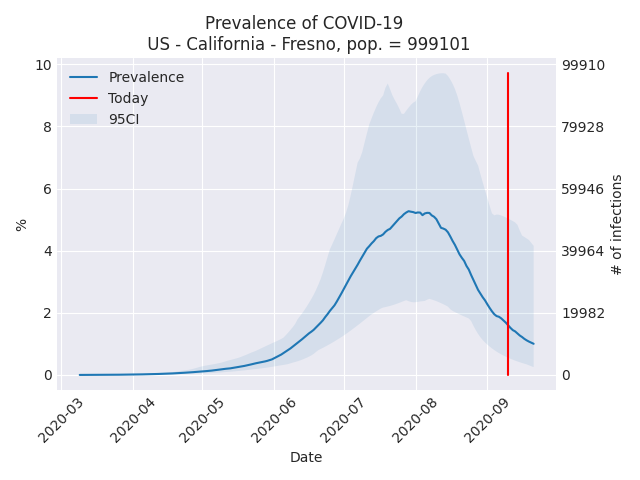 Prevalence of COVID-19
US - California - Fresno, pop. = 999101
Prevalence
Today
95CI
10
8
6
4
2
0
%
99910
79928
59946
39964
19982
0
# of infections
2020-03
2020-04
2020-05
2020-06
2020-07
2020-08
2020-09
Date